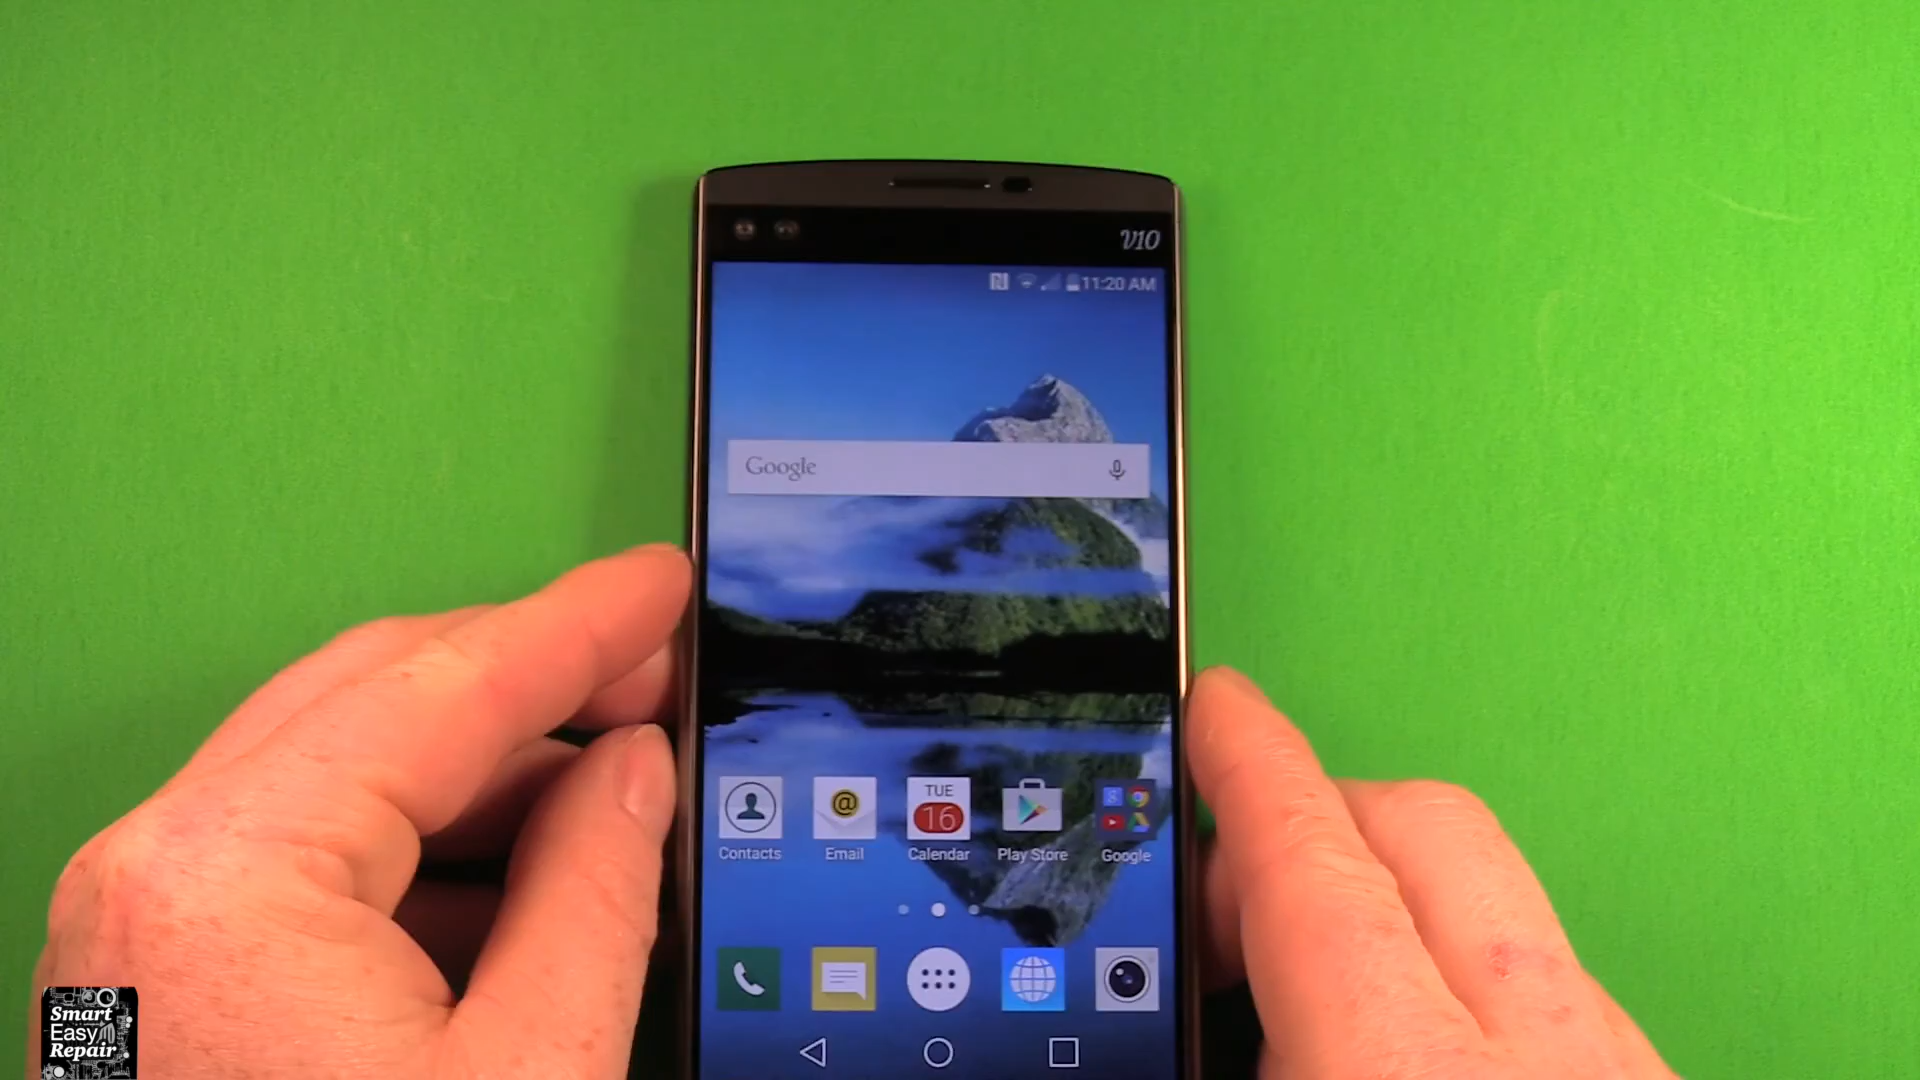 V10
11:20 AM
Google
TUE
16
Contacts
Email
Calendar
Play Store
Google
Smart
Easy
Repair